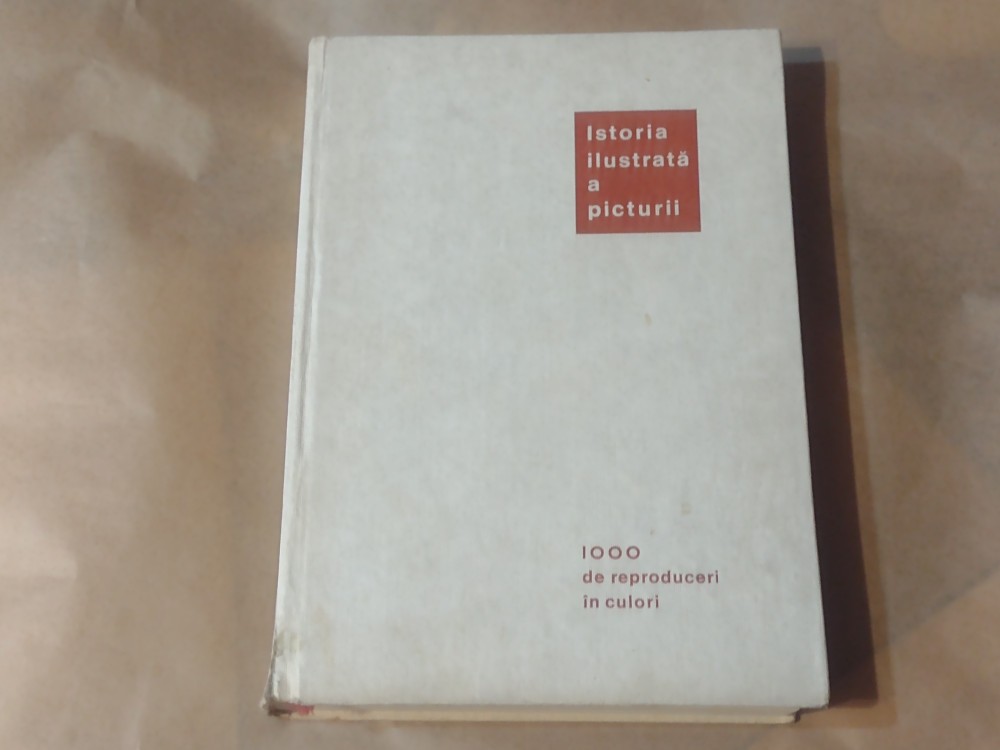 Istoria
ilustrată
a
picturii
1000
de reproduceri
în culori